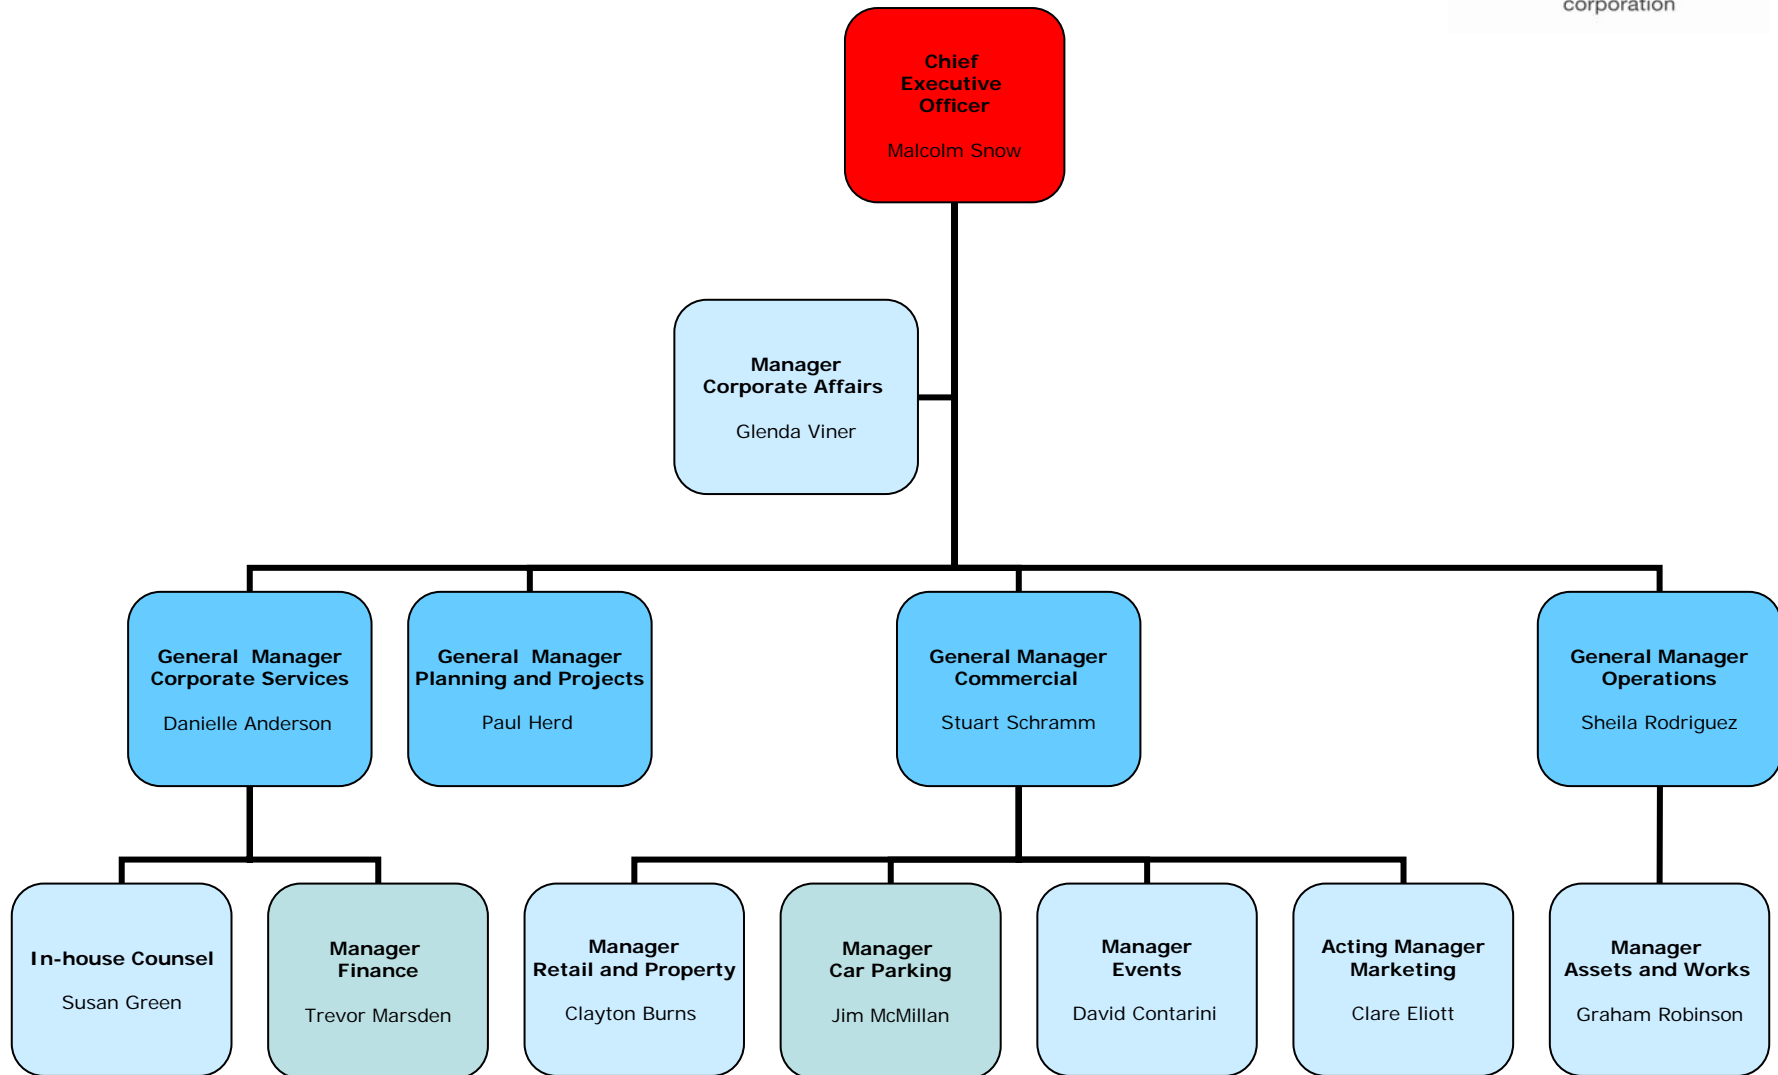 corporation
Chief
Executive
Officer
Malcolm Snow
Manager
Corporate Affairs
Glenda Viner
General Manager
Corporate Services
Danielle Anderson
General Manager
Planning and Projects
Paul Herd
General Manager
Commercial
Stuart Schramm
General Manager
Operations
Sheila Rodriguez
In-house Counsel
Susan Green
Manager
Finance
Trevor Marsden
Manager
Retail and Property
Clayton Burns
Manager
Car Parking
Jim McMillan
Manager
Events
David Contarini
Acting Manager
Marketing
Clare Eliott
Manager
Assets and Works
Graham Robinson